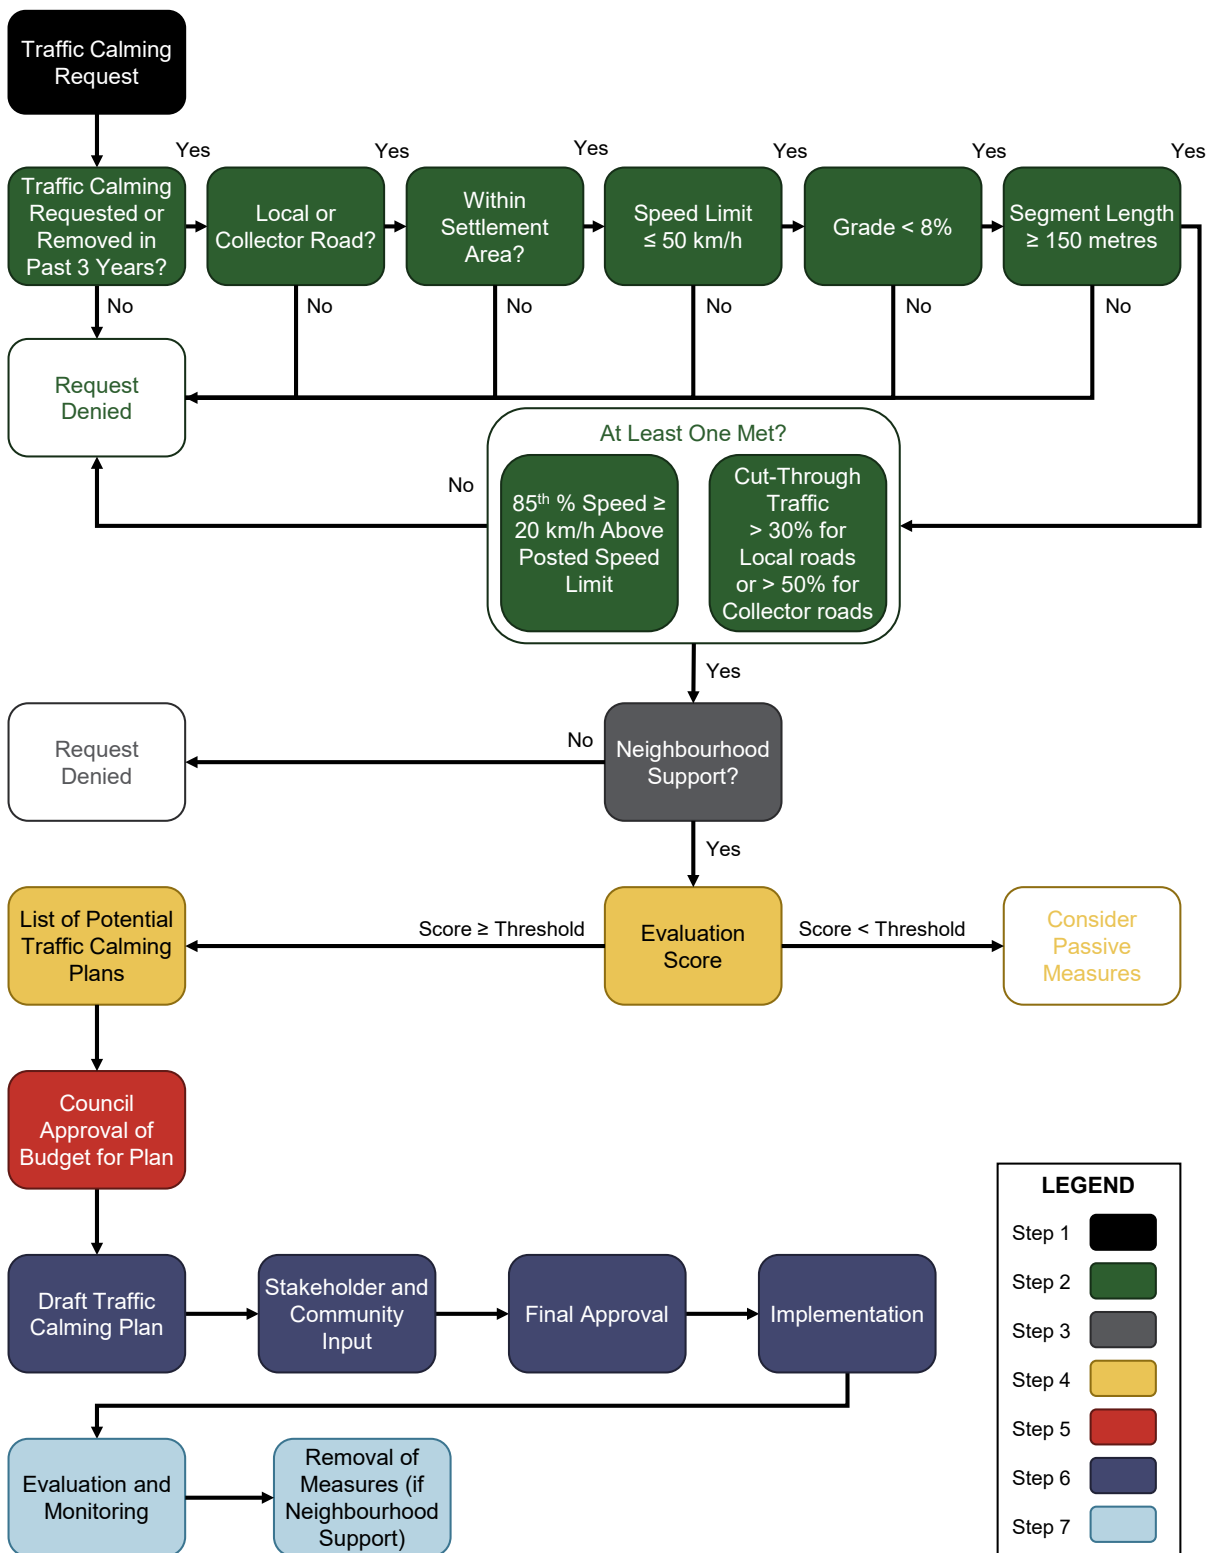 Traffic Calming
Request
Yes
Yes
Yes
Yes
Yes
Yes
Traffic Calming
Requested or
Removed in
Past 3 Years?
Local or
Collector Road?
Within
Settlement
Area?
Speed Limit
≤ 50 km/h
Grade < 8%
Segment Length
≥ 150 metres
No
No
No
No
No
No
Request
Denied
At Least One Met?
No
85th % Speed ≥
20 km/h Above
Posted Speed
Limit
Cut-Through
Traffic
> 30% for
Local roads
or > 50% for
Collector roads
Yes
Request
Denied
No
Neighbourhood
Support?
Yes
List of Potential
Traffic Calming
Plans
Score ≥ Threshold
Evaluation
Score
Score < Threshold
Consider
Passive
Measures
Council
Approval of
Budget for Plan
Draft Traffic
Calming Plan
Stakeholder and
Community
Input
Final Approval
Implementation
Evaluation and
Monitoring
Removal of
Measures (if
Neighbourhood
Support)
LEGEND
Step 1
Step 2
Step 3
Step 4
Step 5
Step 6
Step 7